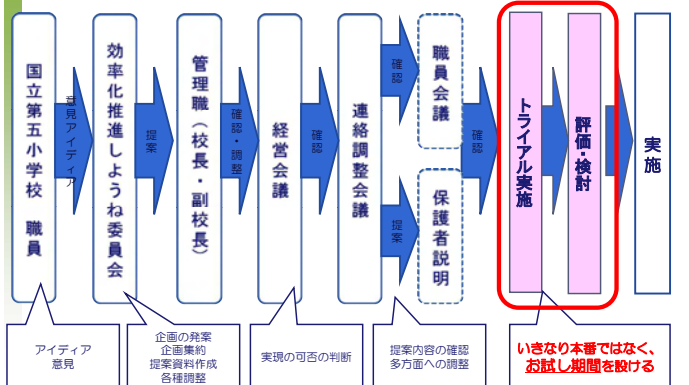 国立第五小学校 職員
意見アイディア
効率化推進しようね委員会
提案
管理職（校長・副校長）
確認・調整
経営会議
確認
連絡調整会議
確認
職員会議
提案
保護者説明
確認
トライアル実施
評価・検討
実施
アイディア
意見
企画の発案
企画集約
提案資料作成
各種調整
実現の可否の判断
提案内容の確認
多方面への調整
いきなり本番ではなく、
お試し期間を設ける